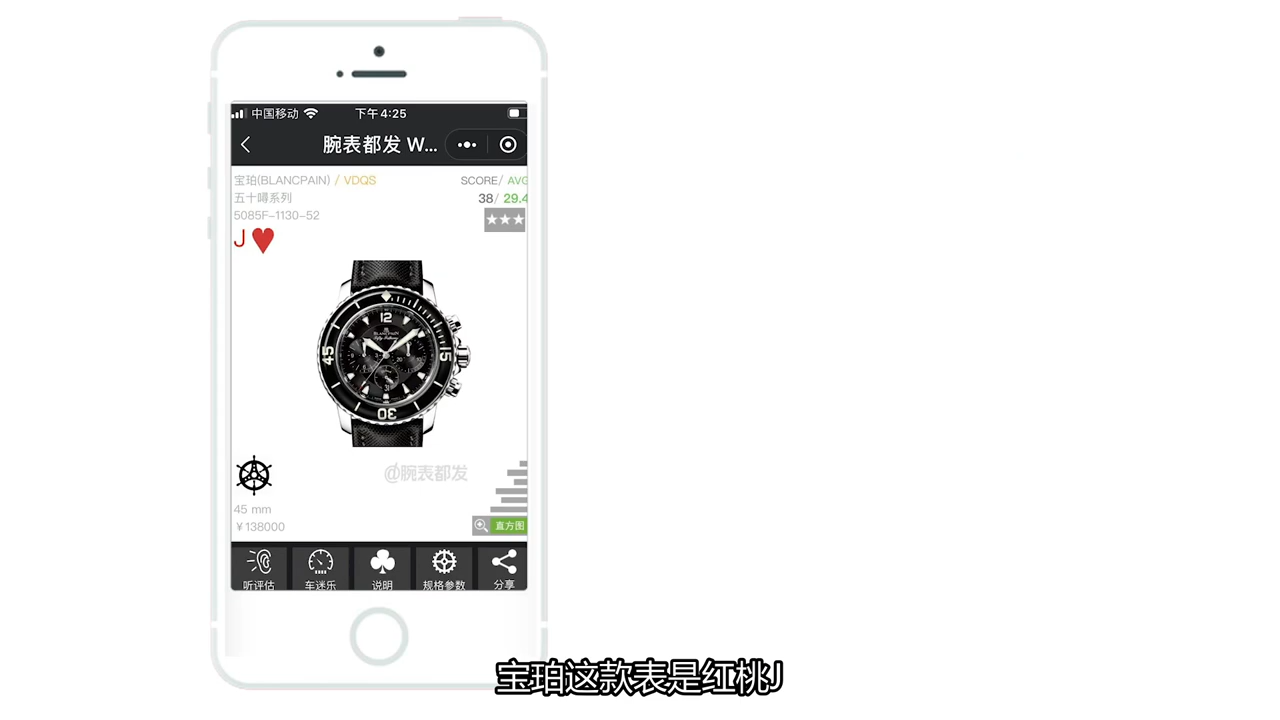 中国移动
下午4:25
腕表都发 W...
宝珀(BLANCPAIN) / VDQS
SCORE/ AVG
五十噚系列
38/ 29.4
5085F-1130-52
J
12
BLANCPAIN
Fifty Fathoms
45
15
30
@腕表都发
45 mm
¥138000
直方图
听评估
车迷乐
说明
规格参数
分享
宝珀这款表是红桃J